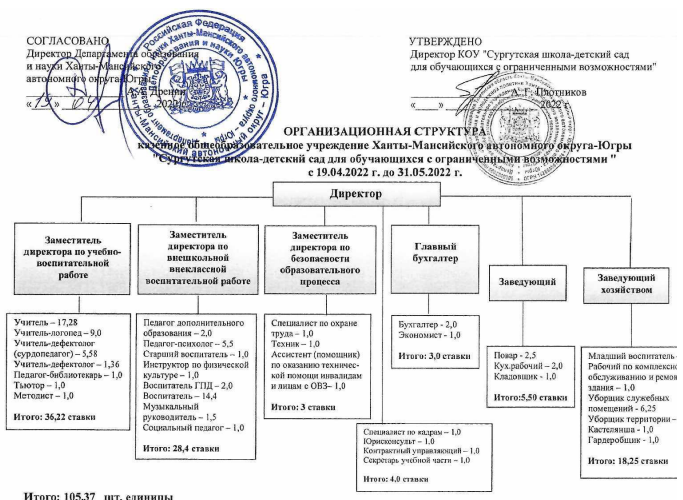 СОГЛАСОВАНО
Директор Департамента образования
и науки Ханты-Мансийского
автономного округа-Югры
А.А. Дренин
«19» 04 2022
УТВЕРЖДЕНО
Директор КОУ "Сургутская школа-детский сад
для обучающихся с ограниченными возможностями"
А. Г. Плотников
«____» 2022 г
ОРГАНИЗАЦИОННАЯ СТРУКТУРА
казенное общеобразовательное учреждение Ханты-Мансийского автономного округа-Югры
"Сургутская школа-детский сад для обучающихся с ограниченными возможностями "
с 19.04.2022 г. до 31.05.2022 г.
Директор
Заместитель
директора по учебно-
воспитательной
работе
Учитель – 17,28
Учитель-логопед – 9,0
Учитель-дефектолог
(сурдопедагог) – 5,58
Учитель-дефектолог – 1,36
Педагог-библиотекарь – 1,0
Тьютор – 1,0
Методист – 1,0
Итого: 36,22 ставки
Заместитель
директора по
внешкольной
внеклассной
воспитательной работе
Педагог дополнительного
образования – 2,0
Педагог-психолог – 5,5
Старший воспитатель – 1,0
Инструктор по физической
культуре – 1,0
Воспитатель ГПД – 2,0
Воспитатель – 14,4
Музыкальный
руководитель – 1,5
Социальный педагог – 1,0
Итого: 28,4 ставки
Заместитель
директора по
безопасности
образовательного
процесса
Специалист по охране
труда – 1,0
Техник – 1,0
Ассистент (помощник)
по оказанию техничес-
кой помощи инвалидам
и лицам с ОВЗ– 1,0
Итого: 3 ставки
Главный
бухгалтер
Бухгалтер - 2,0
Экономист - 1,0
Итого: 3,0 ставки
Специалист по кадрам – 1,0
Юрисконсульт – 1,0
Контрактный управляющий – 1,0
Секретарь учебной части – 1,0
Итого: 4,0 ставки
Заведующий
Повар - 2,5
Кух.рабочий – 2,0
Кладовщик - 1,0
Итого:5,50 ставки
Заведующий
хозяйством
Младший воспитатель –
Рабочий по комплексно
обслуживанию и ремон
здания – 1,0
Уборщик служебных
помещений - 6,25
Уборщик территории –
Кастелянша – 1,0
Гардеробщик – 1,0
Итого: 18,25 ставки
Итого: 105,37 шт. единицы